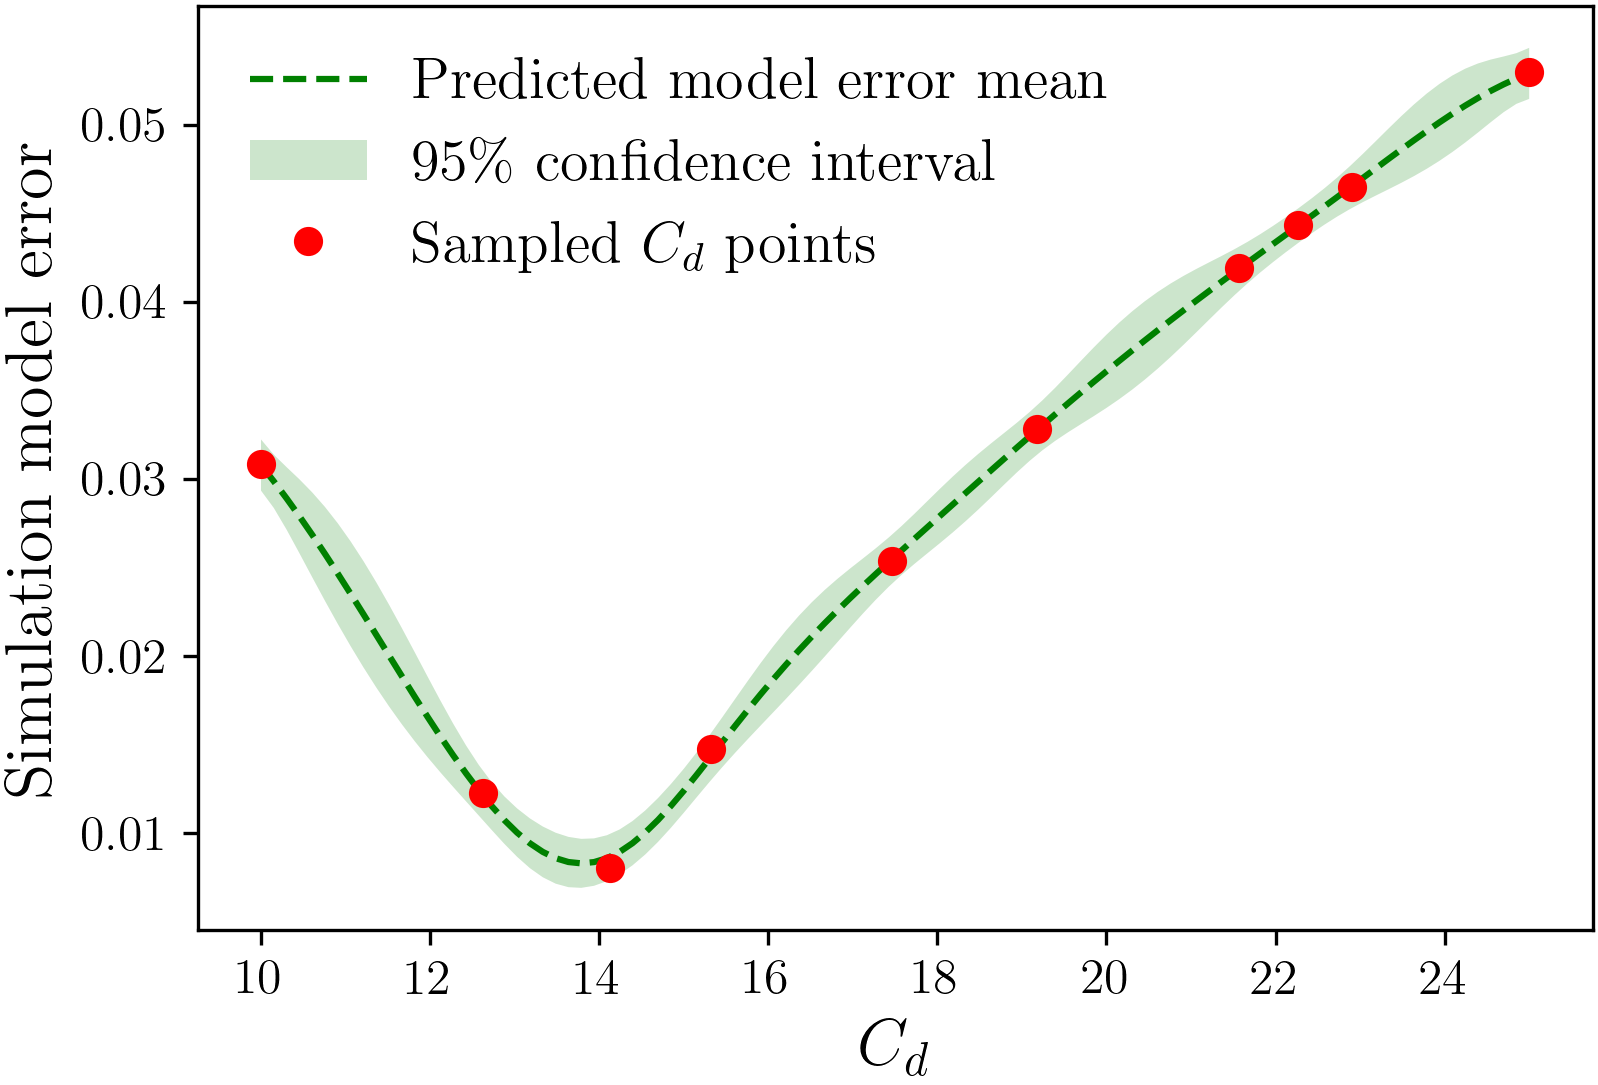 Predicted model error mean
95% confidence interval
Sampled C_d points
Simulation model error
0.05
0.04
0.03
0.02
0.01
10 12 14 16 18 20 22 24
C_d